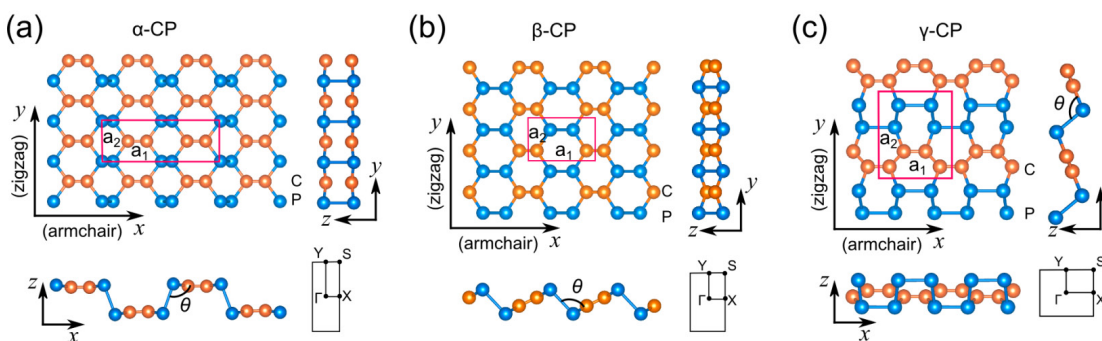 (a) α-CP
y
(zigzag)
a₂
a₁
C
P
(armchair) x
y
z
z
x
θ
Y S
Γ X
(b) β-CP
y
(zigzag)
a₂
a₁
C
P
(armchair) x
y
z
θ
Y S
Γ X
(c) γ-CP
y
(zigzag)
a₂
a₁
C
P
(armchair) x
θ
z
z
x
Y S
Γ X